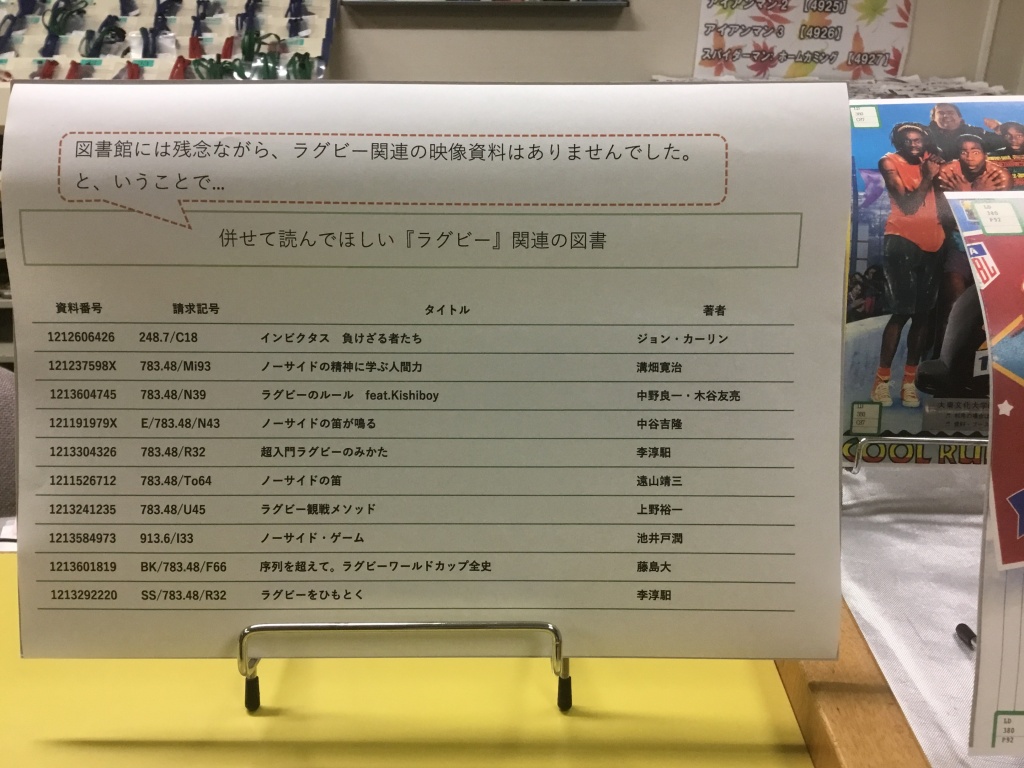 アイアンマン2 【4925】
アイアンマン3 【4926】
スパイダーマン:ホームカミング 【4927】
図書館には残念ながら、ラグビー関連の映像資料はありませんでした。
と、いうことで...
併せて読んでほしい『ラグビー』関連の図書
資料番号 請求記号 タイトル 著者
1212606426 248.7/C18 インビクタス 負けざる者たち ジョン・カーリン
121237598X 783.48/Mi93 ノーサイドの精神に学ぶ人間力 溝畑寛治
1213604745 783.48/N39 ラグビーのルール feat.Kishiboy 中野良一・木谷友亮
121191979X E/783.48/N43 ノーサイドの笛が鳴る 中谷吉隆
1213304326 783.48/R32 超入門ラグビーのみかた 李淳馹
1211526712 783.48/To64 ノーサイドの笛 遠山靖三
1213241235 783.48/U45 ラグビー観戦メソッド 上野裕一
1213584973 913.6/I33 ノーサイド・ゲーム 池井戸潤
1213601819 BK/783.48/F66 序列を超えて。ラグビーワールドカップ全史 藤島大
1213292220 SS/783.48/R32 ラグビーをひもとく 李淳馹
COOL RU